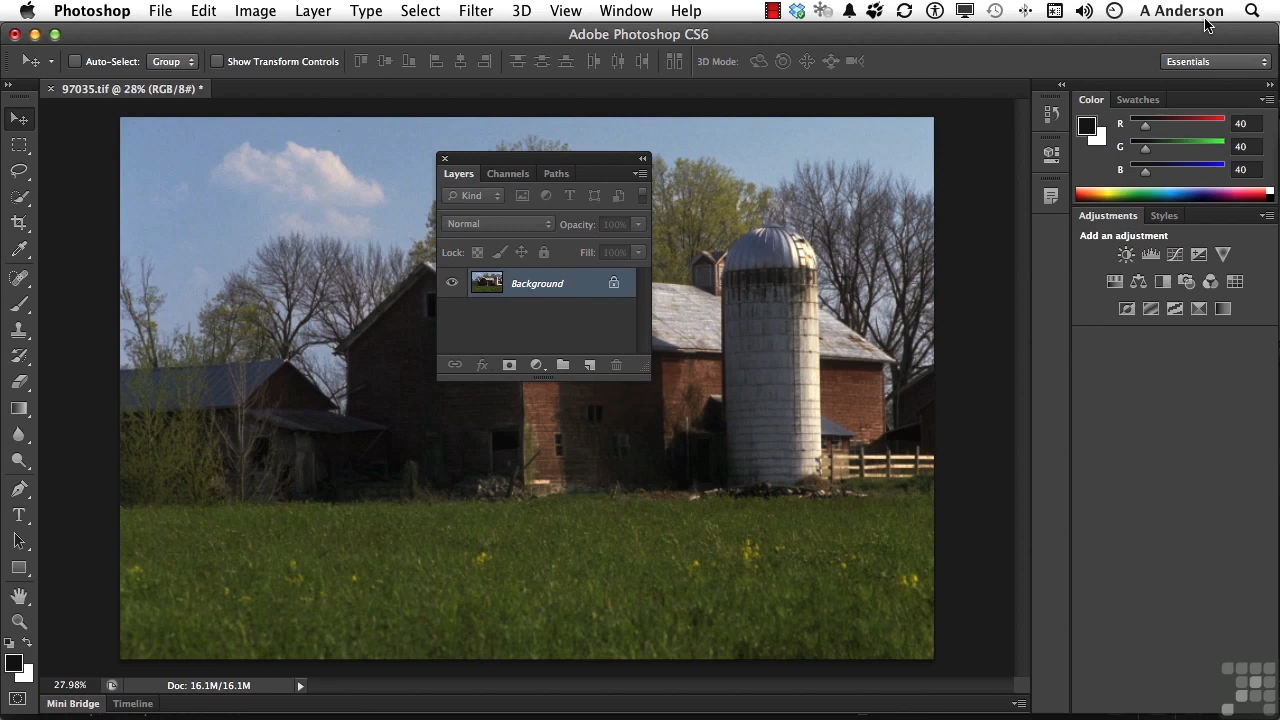 Photoshop File Edit Image Layer Type Select Filter 3D View Window Help A Anderson
Adobe Photoshop CS6
Auto-Select: Group Show Transform Controls 3D Mode: Essentials
97035.tif @ 28% (RGB/8#) *
Color Swatches
R 40
G 40
B 40
Layers Channels Paths
Kind
Normal Opacity: 100%
Lock: Fill: 100%
Background
Adjustments Styles
Add an adjustment
27.98% Doc: 16.1M/16.1M
Mini Bridge Timeline